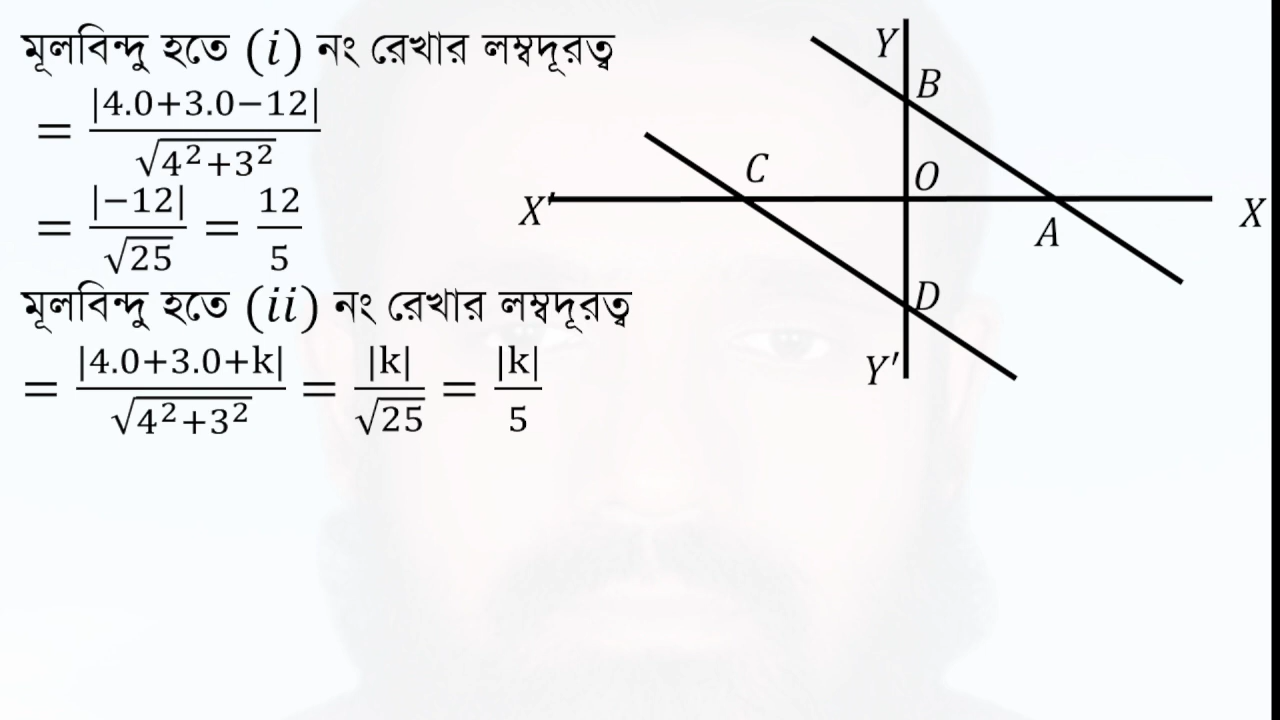 মূলবিন্দু হতে (i) নং রেখার লম্বদূরত্ব
= |4.0+3.0−12| / √(4²+3²)
= |−12| / √25 = 12/5
মূলবিন্দু হতে (ii) নং রেখার লম্বদূরত্ব
= |4.0+3.0+k| / √(4²+3²) = |k| / √25 = |k| / 5
Y
B
C
O
X'
A
X
D
Y'